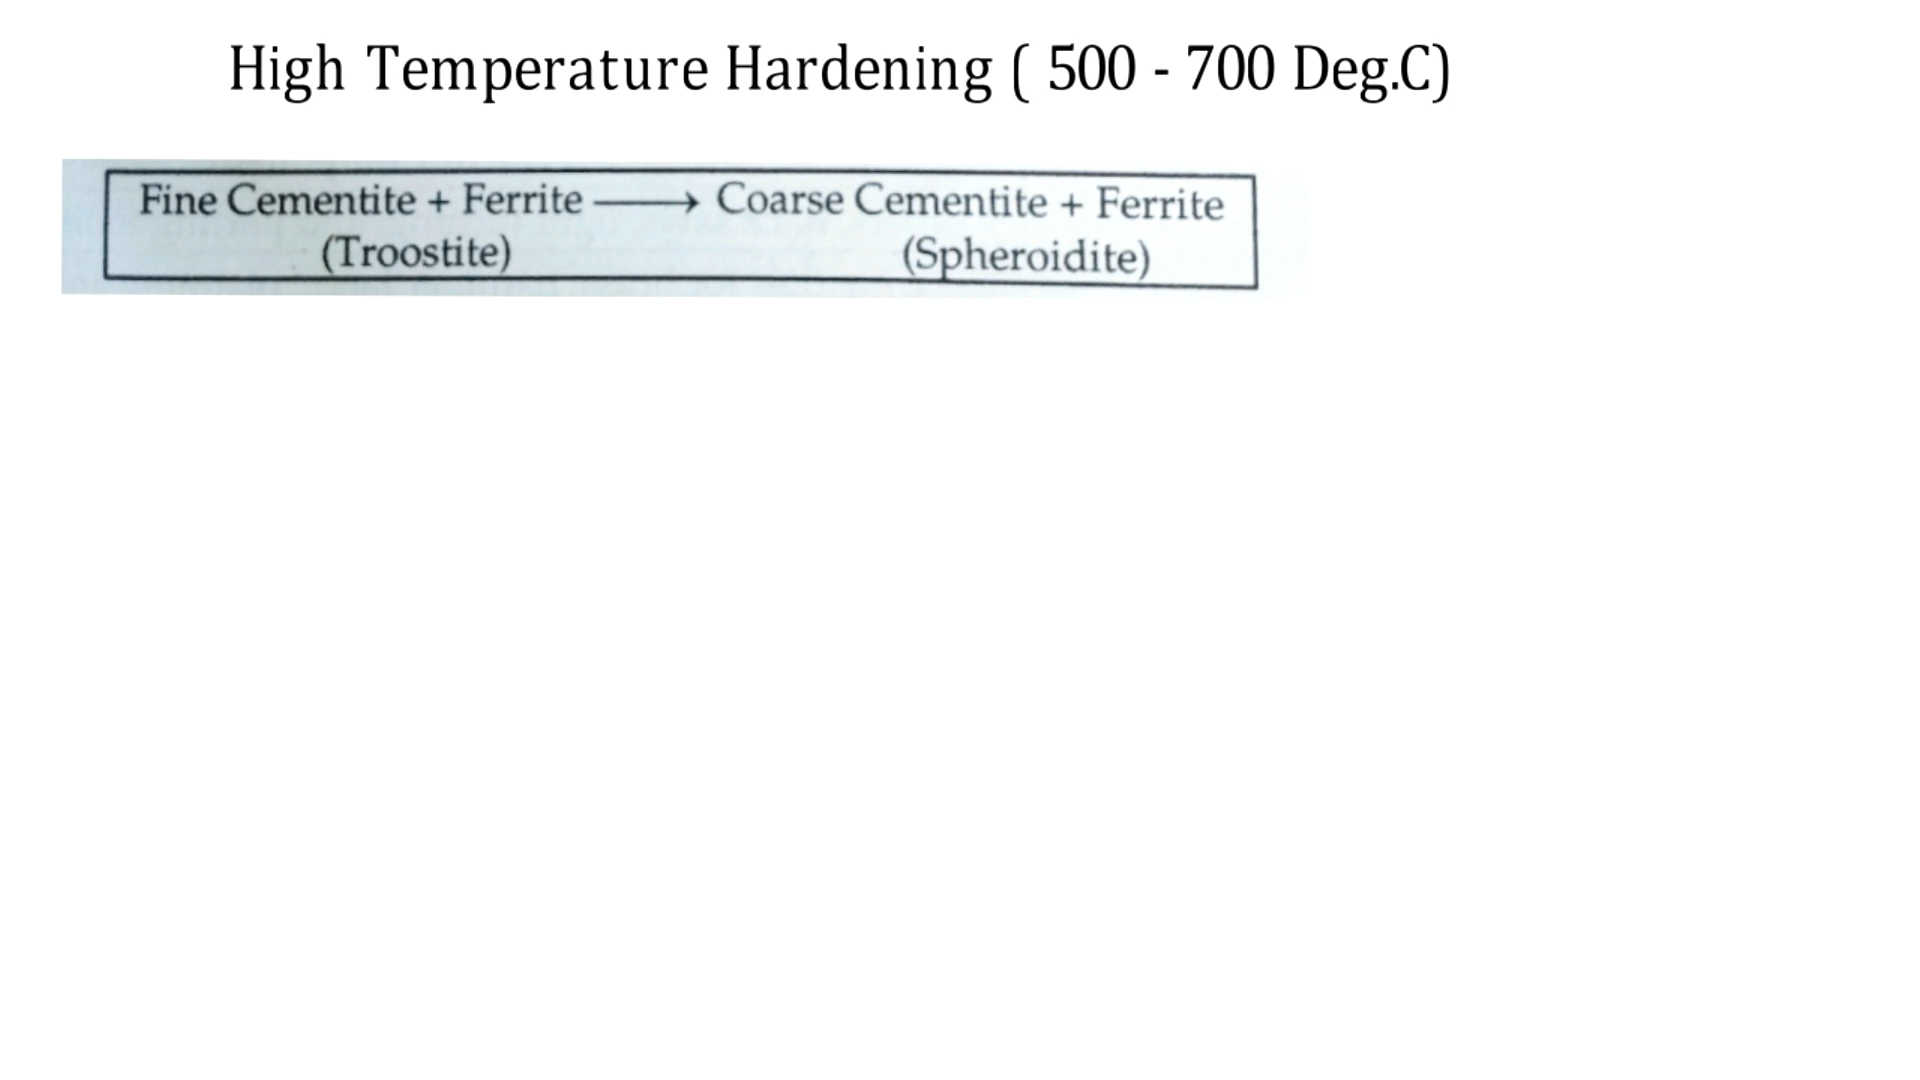 High Temperature Hardening ( 500 - 700 Deg.C)
Fine Cementite + Ferrite ⟶ Coarse Cementite + Ferrite
(Troostite) (Spheroidite)